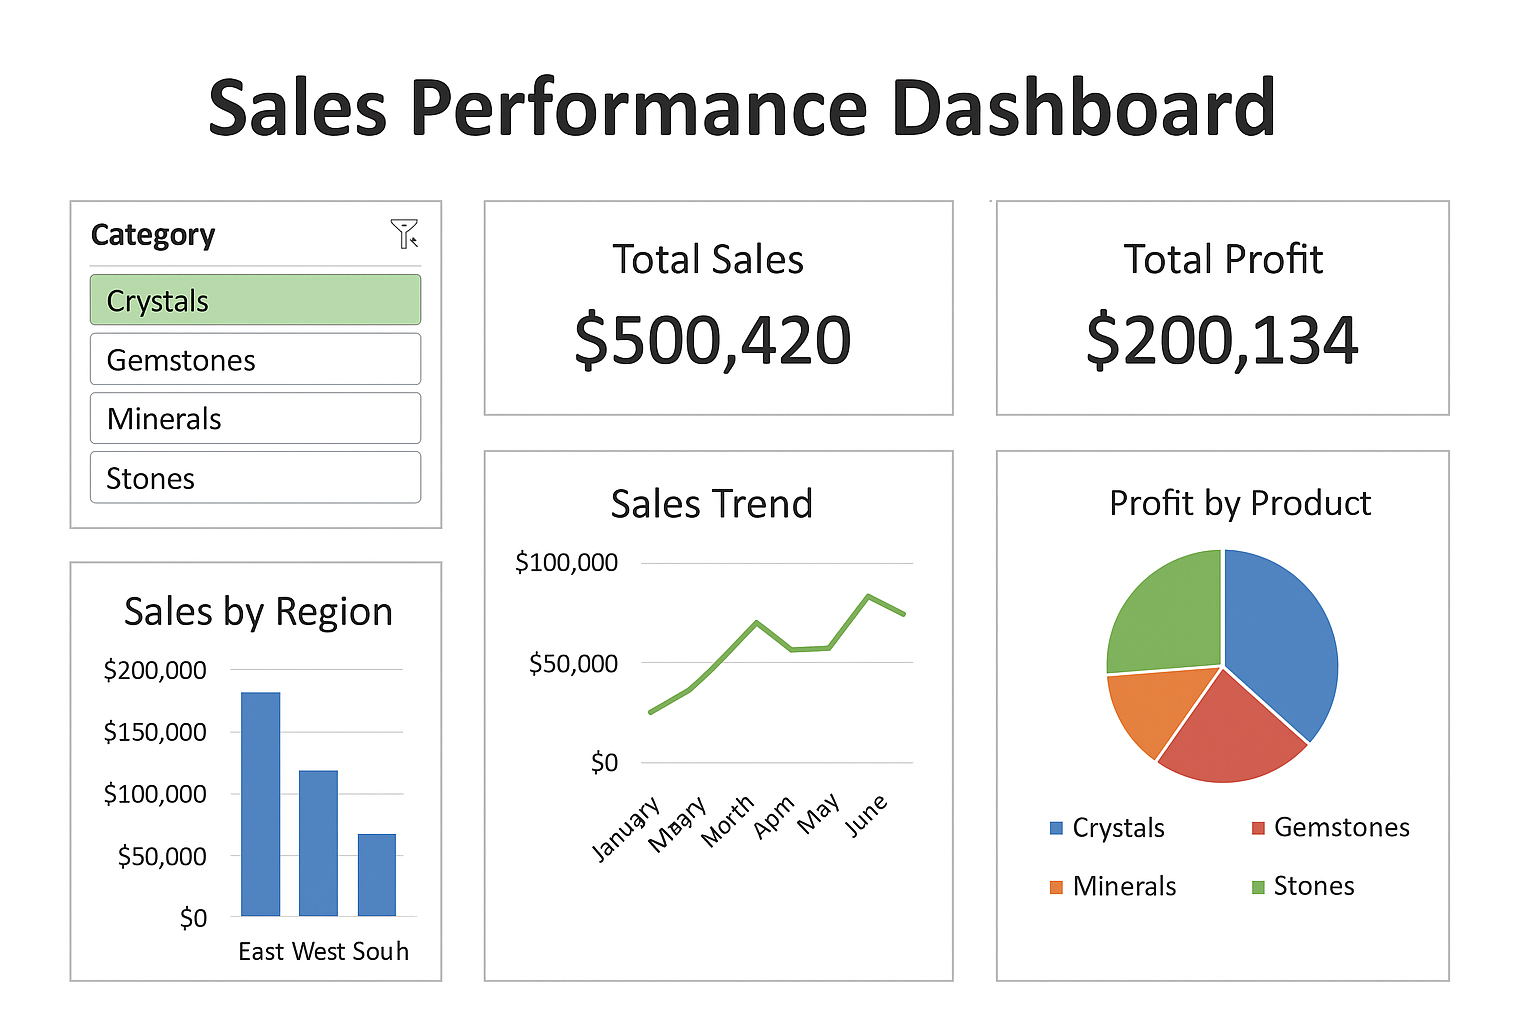 Sales Performance Dashboard
Category
Crystals
Gemstones
Minerals
Stones
Total Sales
$500,420
Total Profit
$200,134
Sales by Region
$200,000
$150,000
$100,000
$50,000
$0
East West Souh
Sales Trend
$100,000
$50,000
$0
Morth Apm May June
Profit by Product
Crystals Gemstones
Minerals Stones